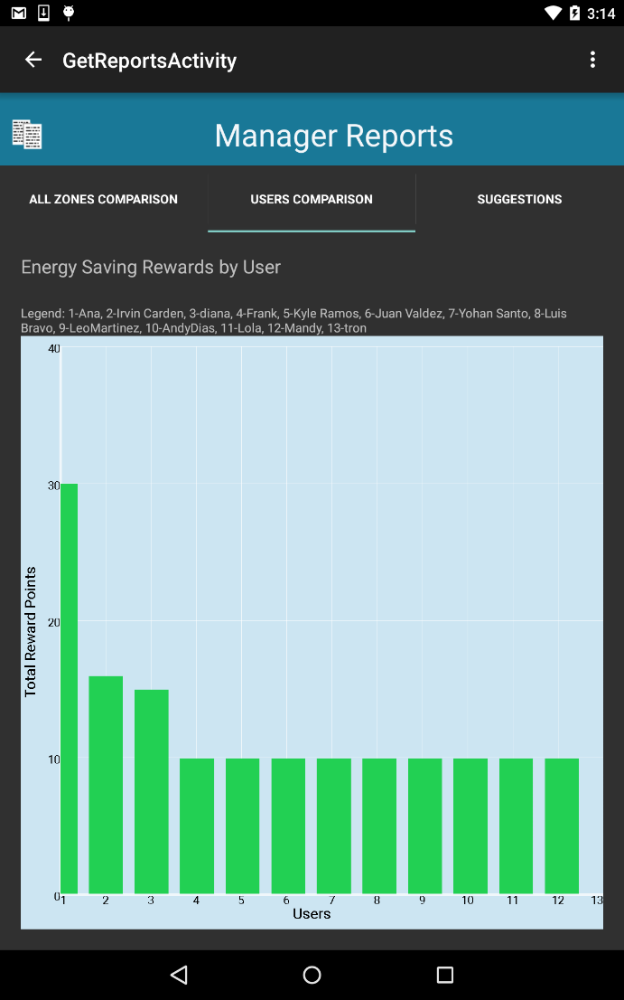 3:14
GetReportsActivity
Manager Reports
ALL ZONES COMPARISON
USERS COMPARISON
SUGGESTIONS
Energy Saving Rewards by User
Legend: 1-Ana, 2-Irvin Carden, 3-diana, 4-Frank, 5-Kyle Ramos, 6-Juan Valdez, 7-Yohan Santo, 8-Luis
Bravo, 9-LeoMartinez, 10-AndyDias, 11-Lola, 12-Mandy, 13-tron
40
30
20
10
0
Total Reward Points
1 2 3 4 5 6 7 8 9 10 11 12 13
Users